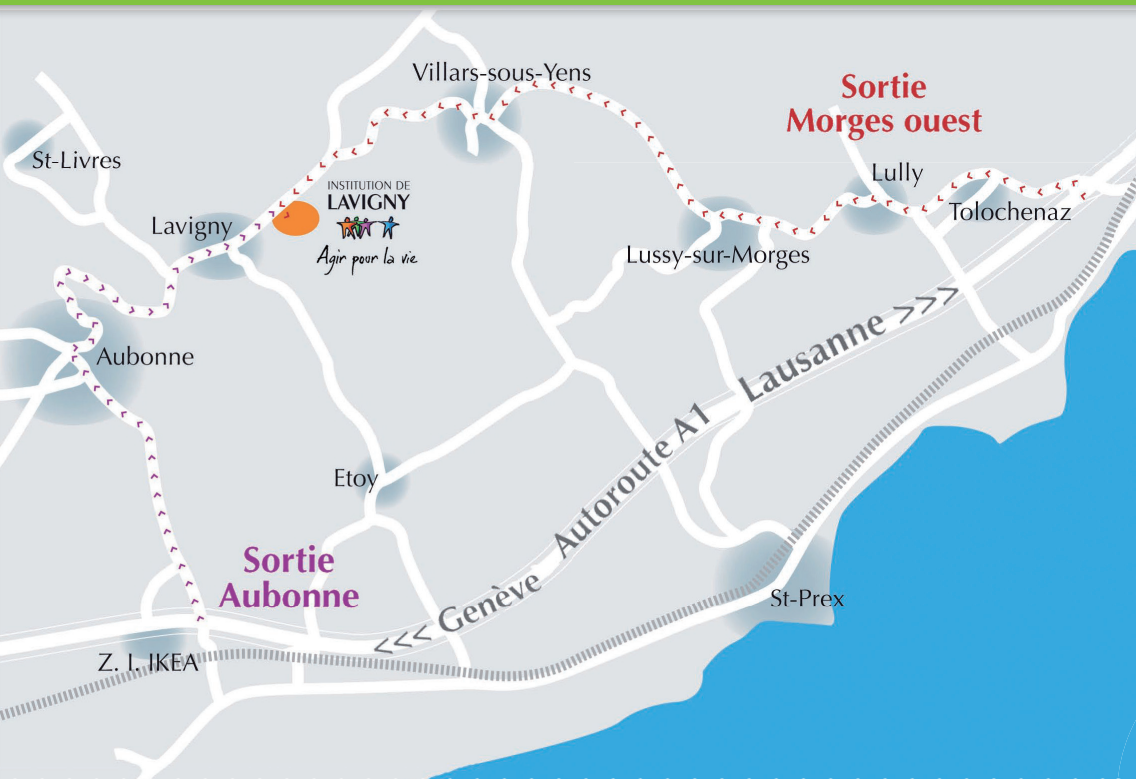 Villars-sous-Yens
Sortie
Morges ouest
St-Livres
Lully
INSTITUTION DE
LAVIGNY
Agir pour la vie
Lavigny
Tolochenaz
Lussy-sur-Morges
Aubonne
<<< Genève Autoroute A1 Lausanne >>>
Etoy
Sortie
Aubonne
St-Prex
Z. I. IKEA